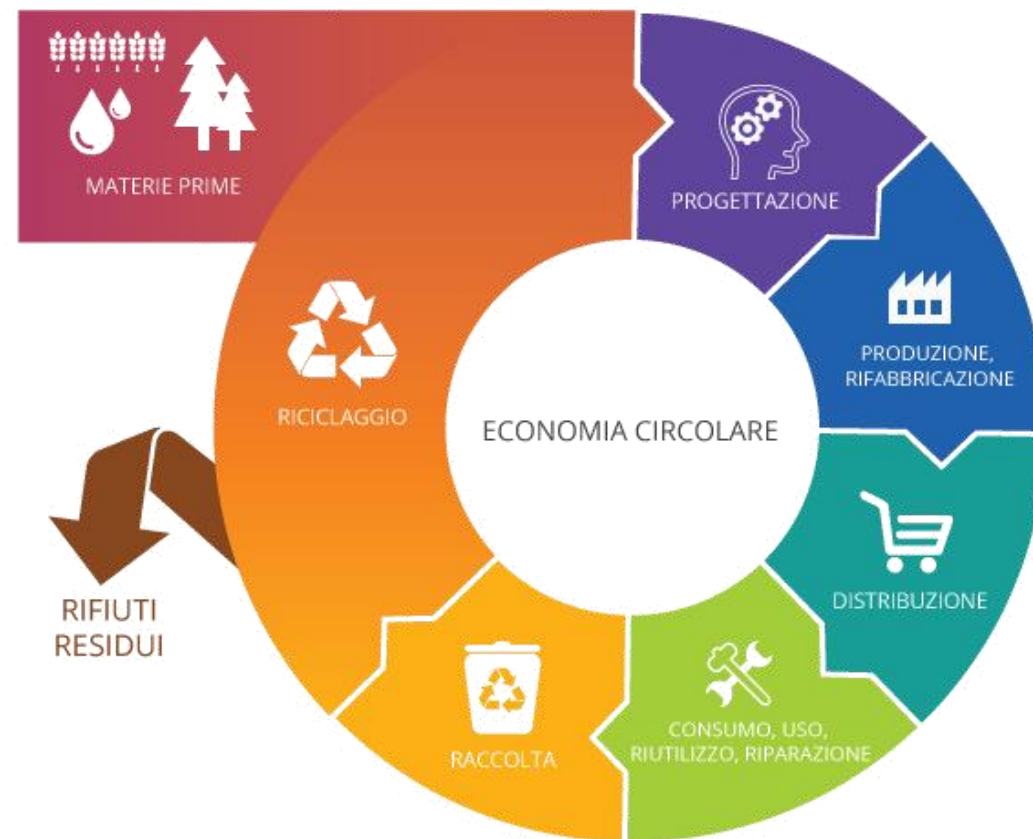 MATERIE PRIME
PROGETTAZIONE
PRODUZIONE,
RIFABBRICAZIONE
DISTRIBUZIONE
CONSUMO, USO,
RIUTILIZZO, RIPARAZIONE
RACCOLTA
RICICLAGGIO
RIFIUTI
RESIDUI
ECONOMIA CIRCOLARE